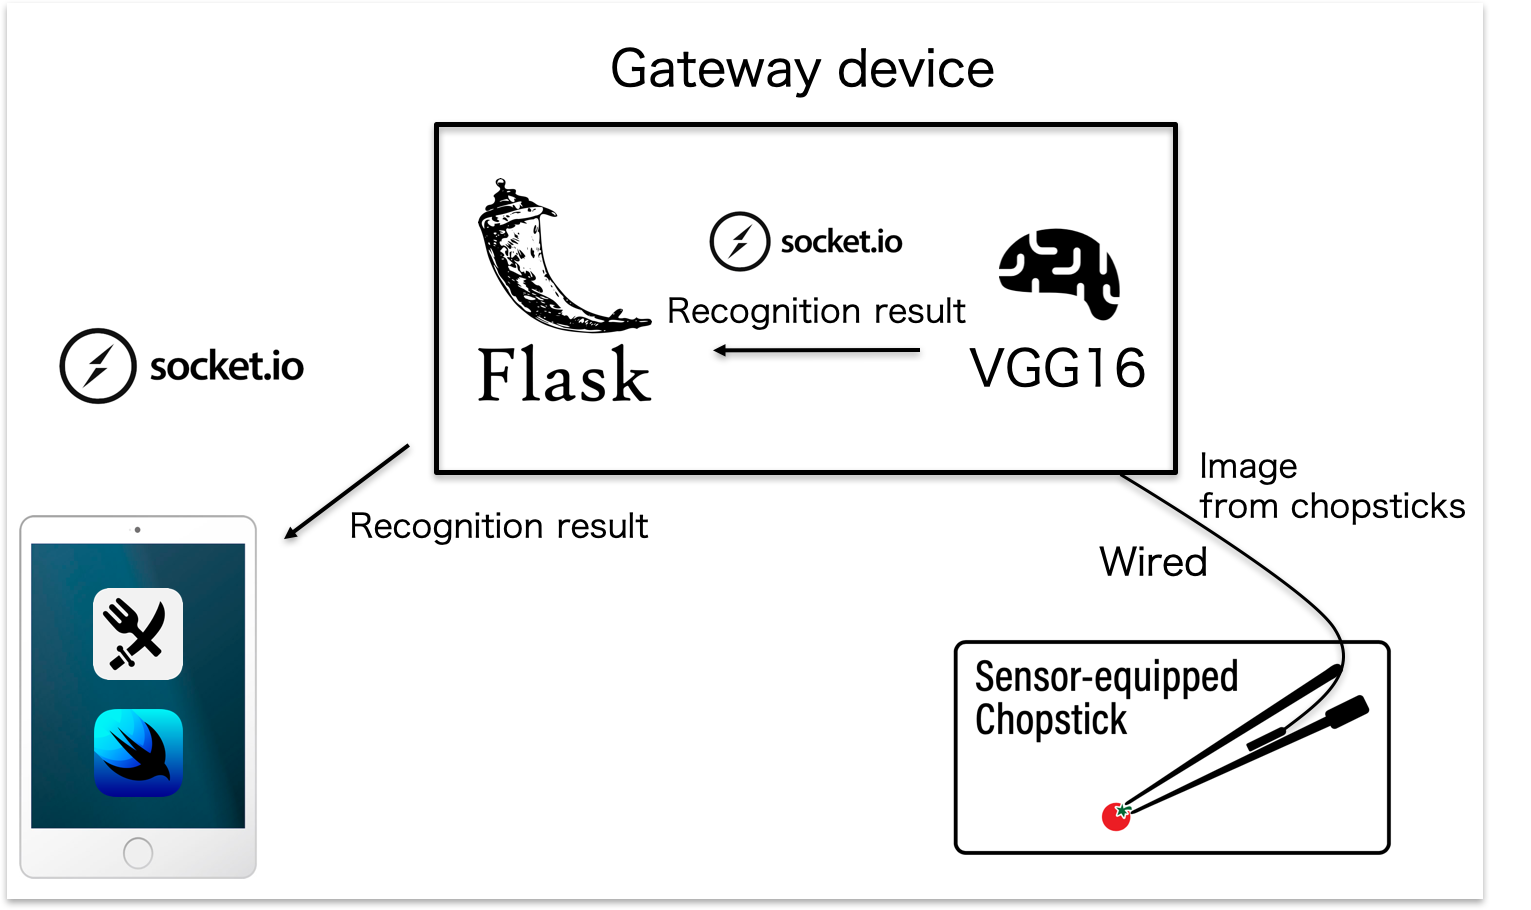 Gateway device
socket.io
Recognition result
Flask
VGG16
socket.io
Recognition result
Image
from chopsticks
Wired
Sensor-equipped
Chopstick